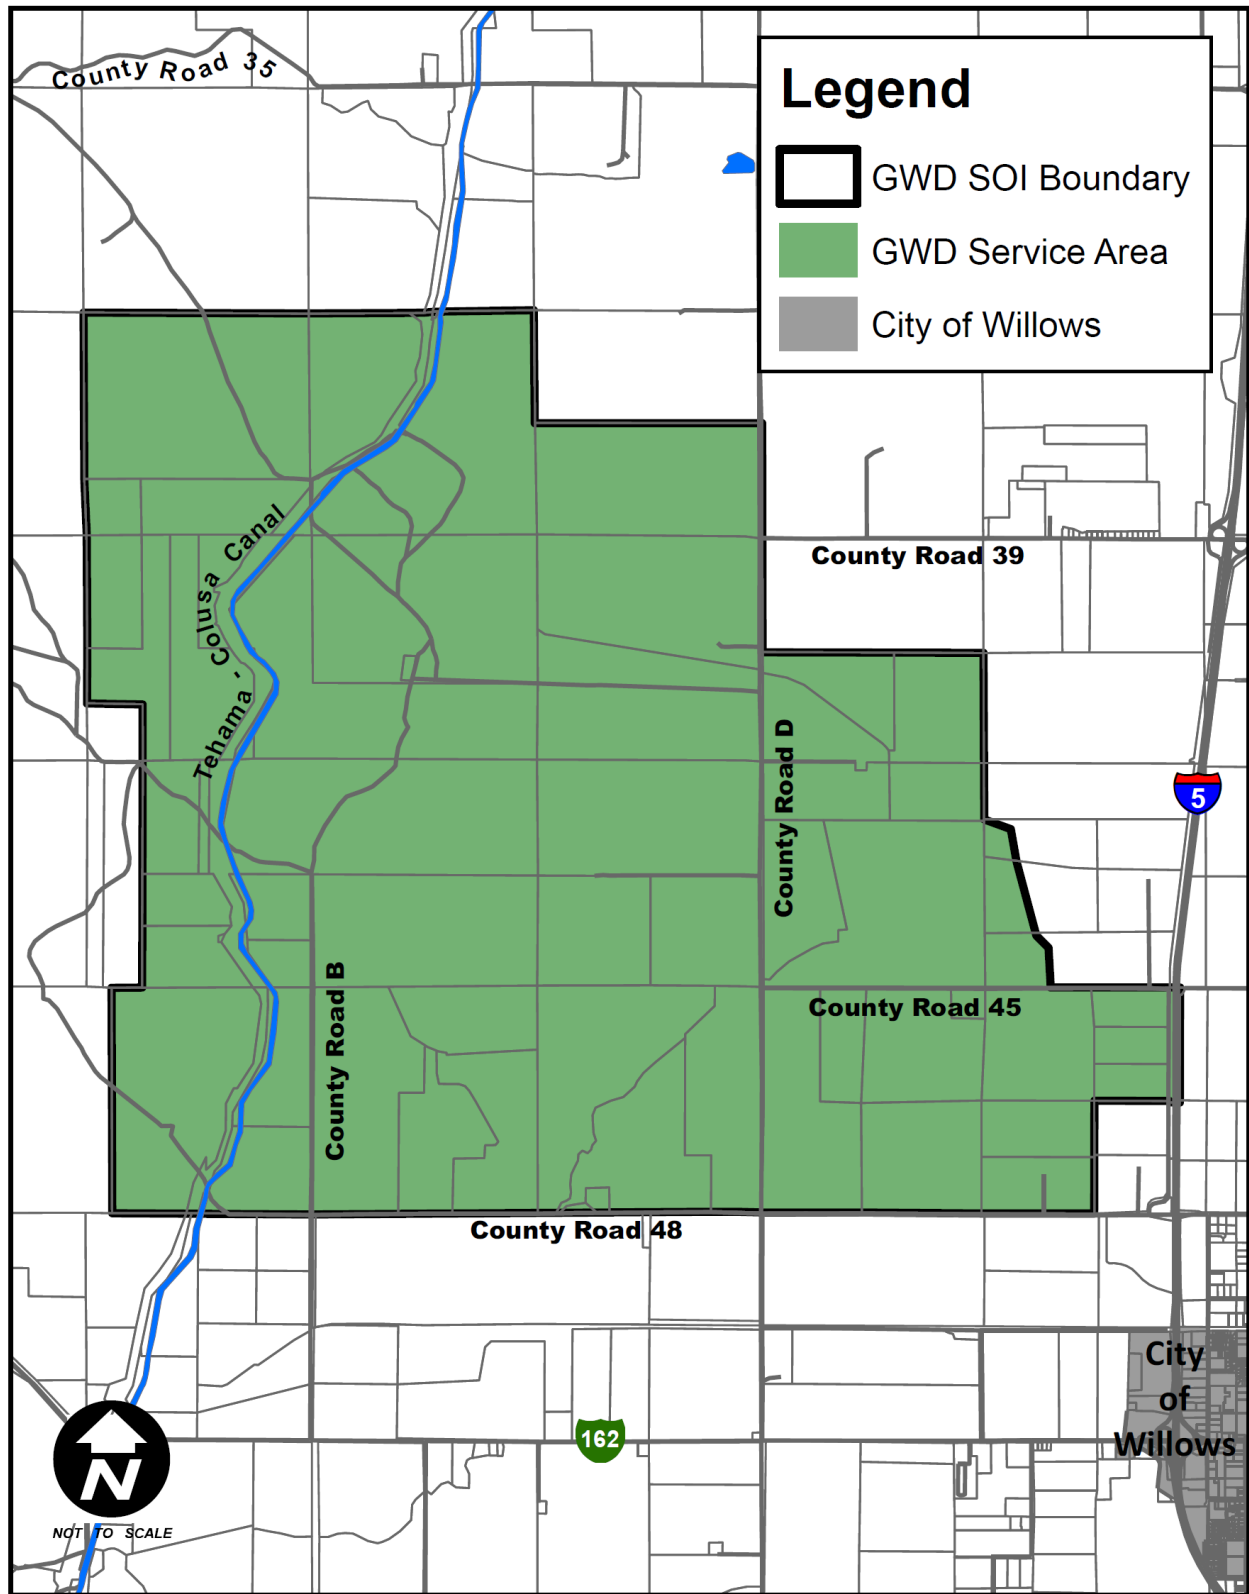 County Road 35
Legend
GWD SOI Boundary
GWD Service Area
City of Willows
Tehama - Colusa Canal
County Road 39
County Road D
5
County Road B
County Road 45
County Road 48
City
of
Willows
162
N
NOT TO SCALE